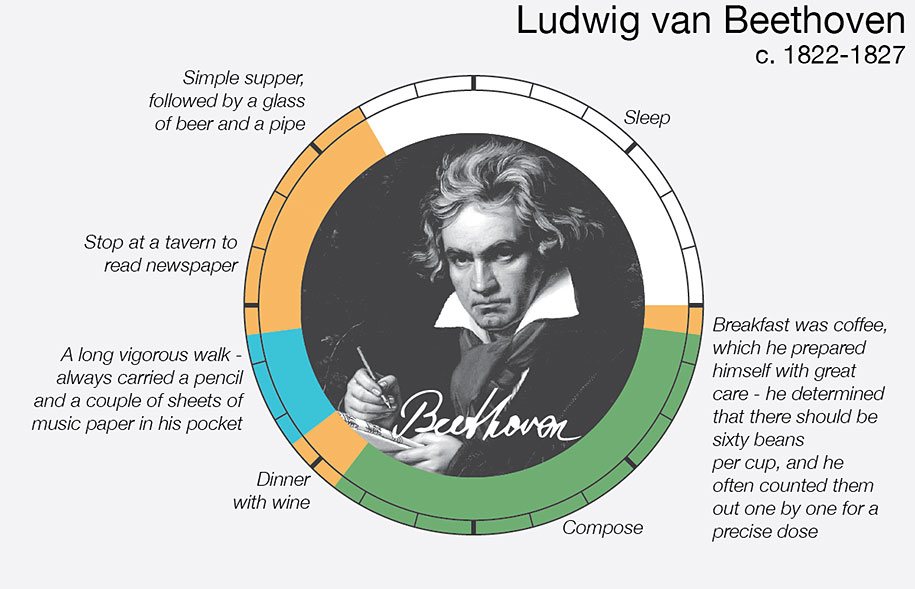 Ludwig van Beethoven
c. 1822-1827
Simple supper,
followed by a glass
of beer and a pipe
Sleep
Stop at a tavern to
read newspaper
A long vigorous walk -
always carried a pencil
and a couple of sheets of
music paper in his pocket
Dinner
with wine
Beethoven
Compose
Breakfast was coffee,
which he prepared
himself with great
care - he determined
that there should be
sixty beans
per cup, and he
often counted them
out one by one for a
precise dose